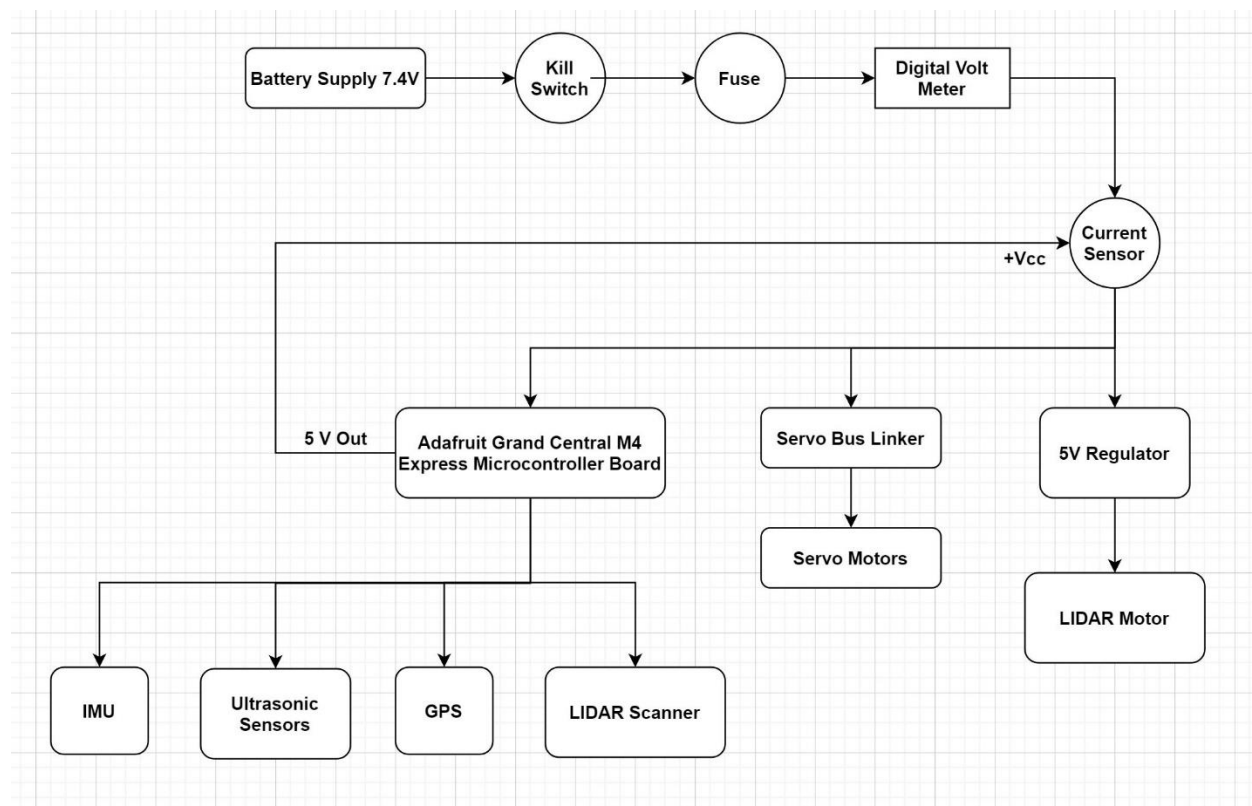 Battery Supply 7.4V
Kill
Switch
Fuse
Digital Volt
Meter
Current
Sensor
+Vcc
5 V Out
Adafruit Grand Central M4
Express Microcontroller Board
Servo Bus Linker
5V Regulator
Servo Motors
LIDAR Motor
IMU
Ultrasonic
Sensors
GPS
LIDAR Scanner